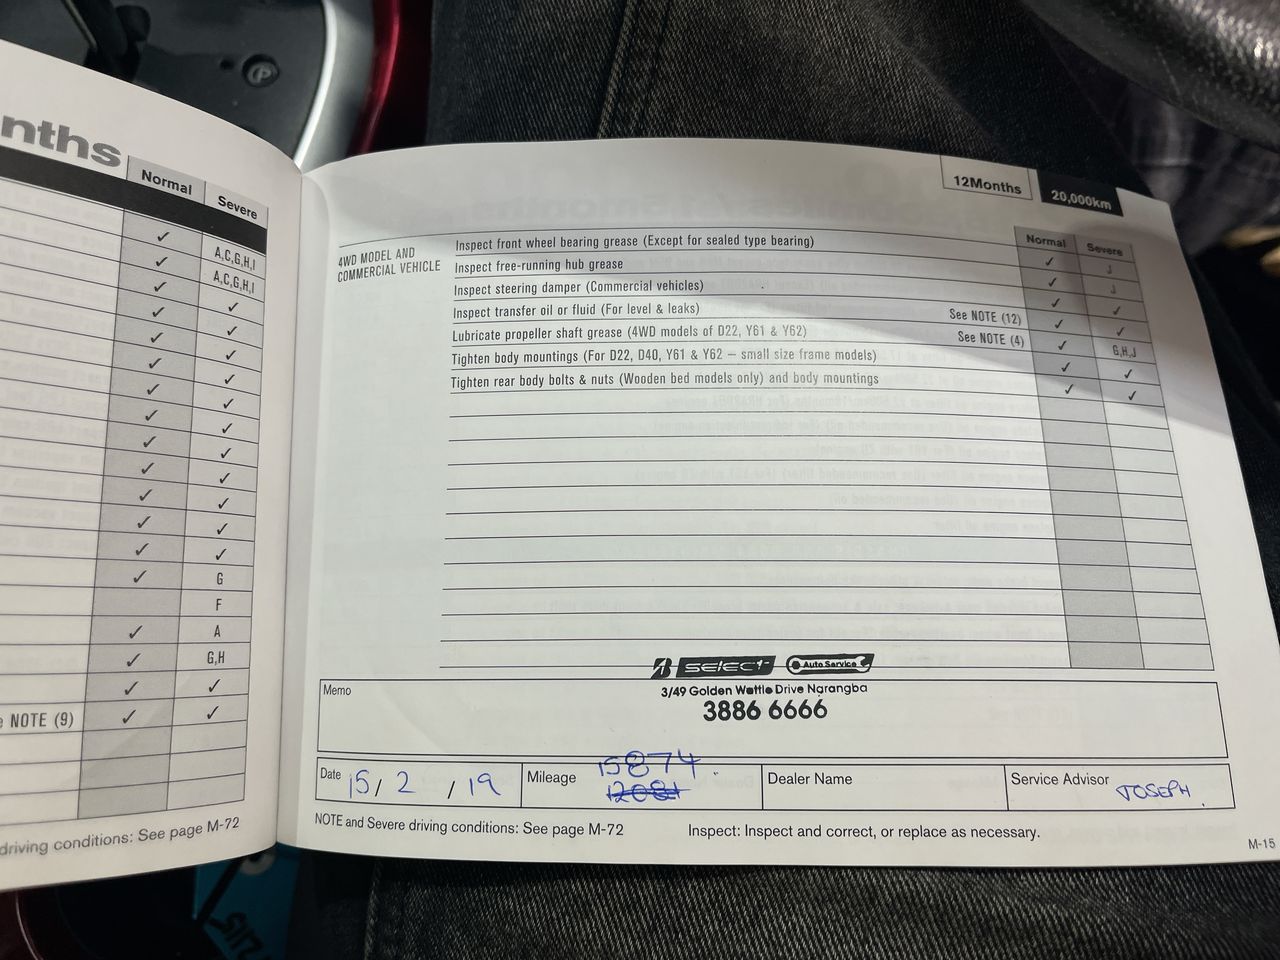 nths
Normal
Severe
✓
✓ A,C,G,H,I
✓ A,C,G,H,I
✓ ✓
✓ ✓
✓ ✓
✓ ✓
✓ ✓
✓ ✓
✓ ✓
✓ ✓
✓ ✓
✓ ✓
✓ ✓
✓ G
F
✓ A
✓ G,H
✓ ✓
NOTE (9) ✓ ✓
driving conditions: See page M-72
12Months 20,000km
Normal Severe
4WD MODEL AND
COMMERCIAL VEHICLE
Inspect front wheel bearing grease (Except for sealed type bearing) ✓ J
Inspect free-running hub grease ✓ J
Inspect steering damper (Commercial vehicles) ✓ ✓
Inspect transfer oil or fluid (For level & leaks) See NOTE (12) ✓ ✓
Lubricate propeller shaft grease (4WD models of D22, Y61 & Y62) See NOTE (4) ✓ G,H,J
Tighten body mountings (For D22, D40, Y61 & Y62 – small size frame models) ✓ ✓
Tighten rear body bolts & nuts (Wooden bed models only) and body mountings ✓ ✓
B SELECT Auto Service
Memo
3/49 Golden Wattle Drive Narangba
3886 6666
Date 15/2/19
Mileage 15874
Dealer Name
Service Advisor JOSEPH.
NOTE and Severe driving conditions: See page M-72
Inspect: Inspect and correct, or replace as necessary.
M-15
P